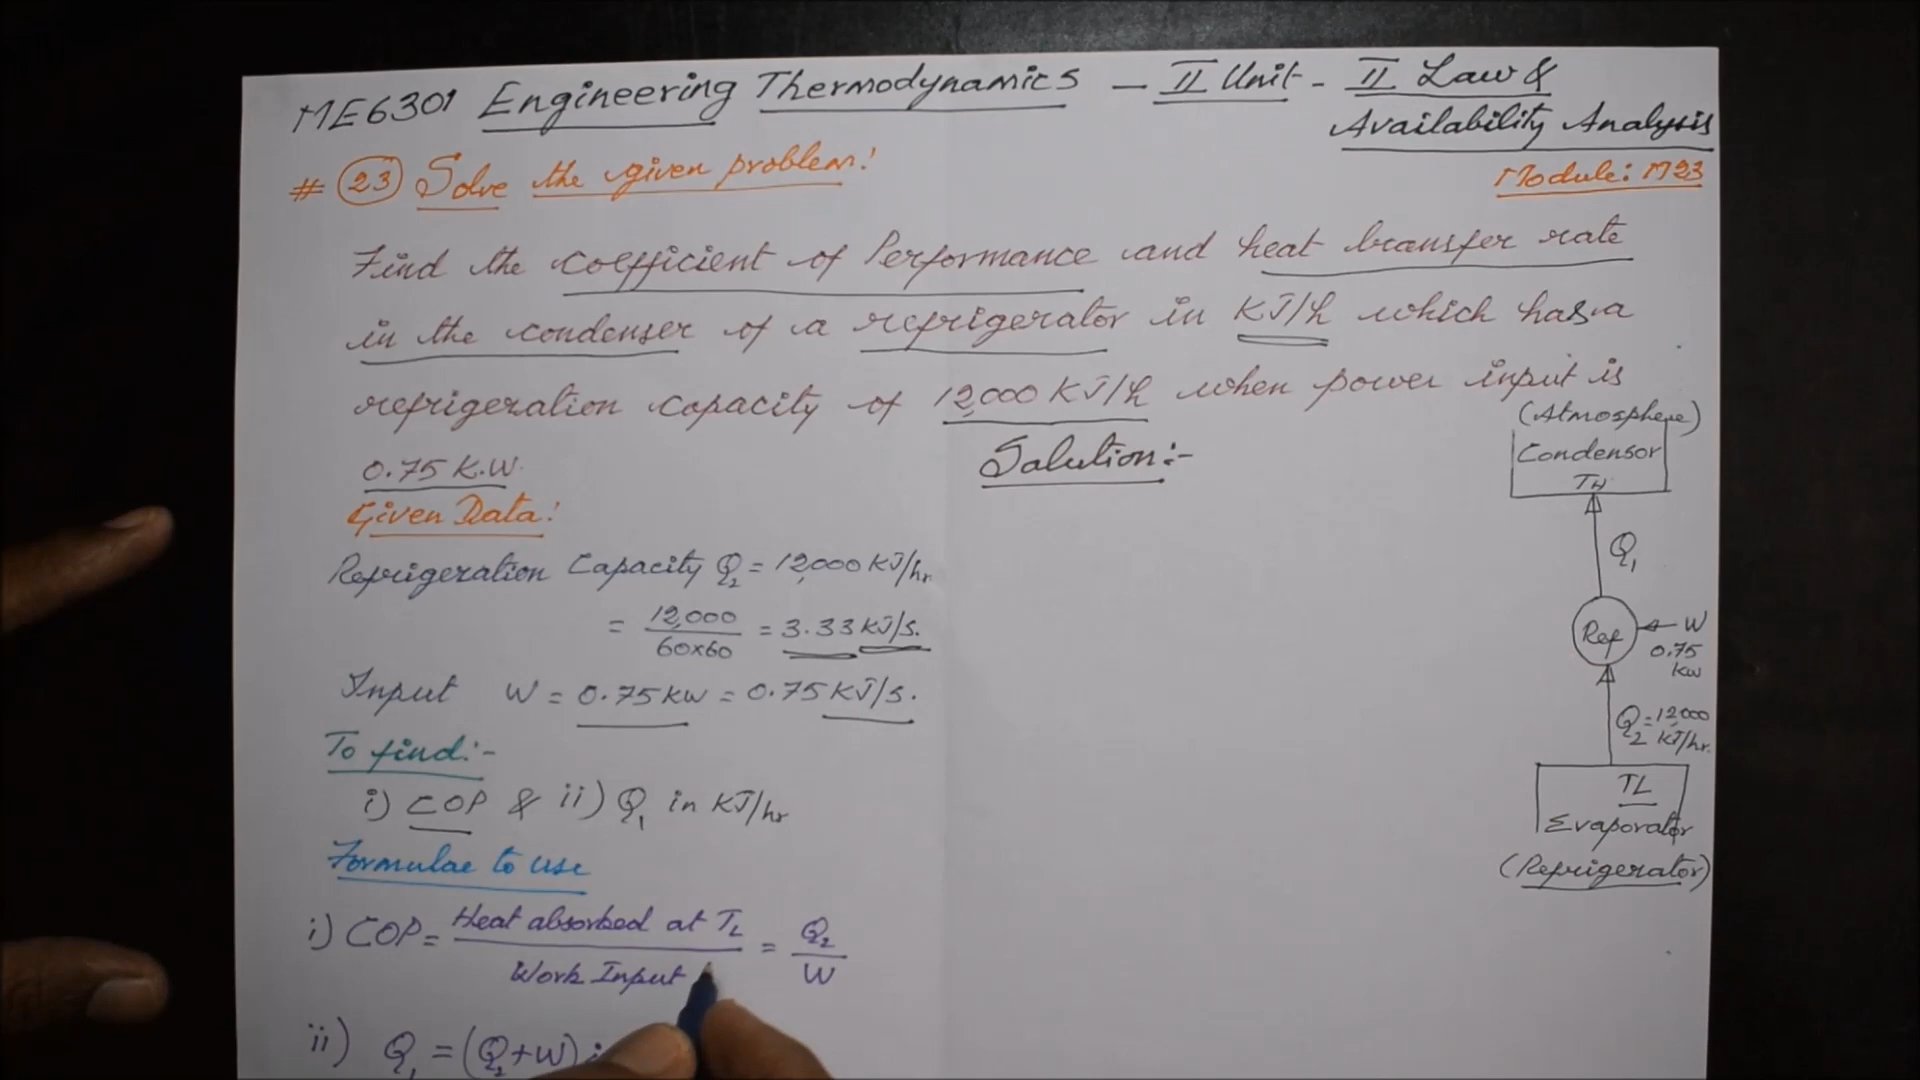 ME6301 Engineering Thermodynamics - II Unit - II Law &
Availability Analysis
Module: M23
# 23 Solve the given problem!
Find the coefficient of Performance and heat transfer rate
in the condenser of a refrigerator in KJ/h which has a
refrigeration capacity of 12,000 KJ/h when power input is
0.75 K.W.
Given Data!
Refrigeration Capacity Q2 = 12,000 KJ/hr
= 12,000 / 60x60 = 3.33 KJ/s.
Input W = 0.75 KW = 0.75 KJ/s.
To find:-
i) COP & ii) Q1 in KJ/hr
Formulae to use
i) COP = Heat absorbed at TL / Work Input = Q2 / W
ii) Q1 = (Q2+W)
Solution:-
(Atmosphere)
Condensor
TH
Q1
Ref
W
0.75
KW
Q2 = 12,000
KJ/hr.
TL
Evaporator
(Refrigerator)